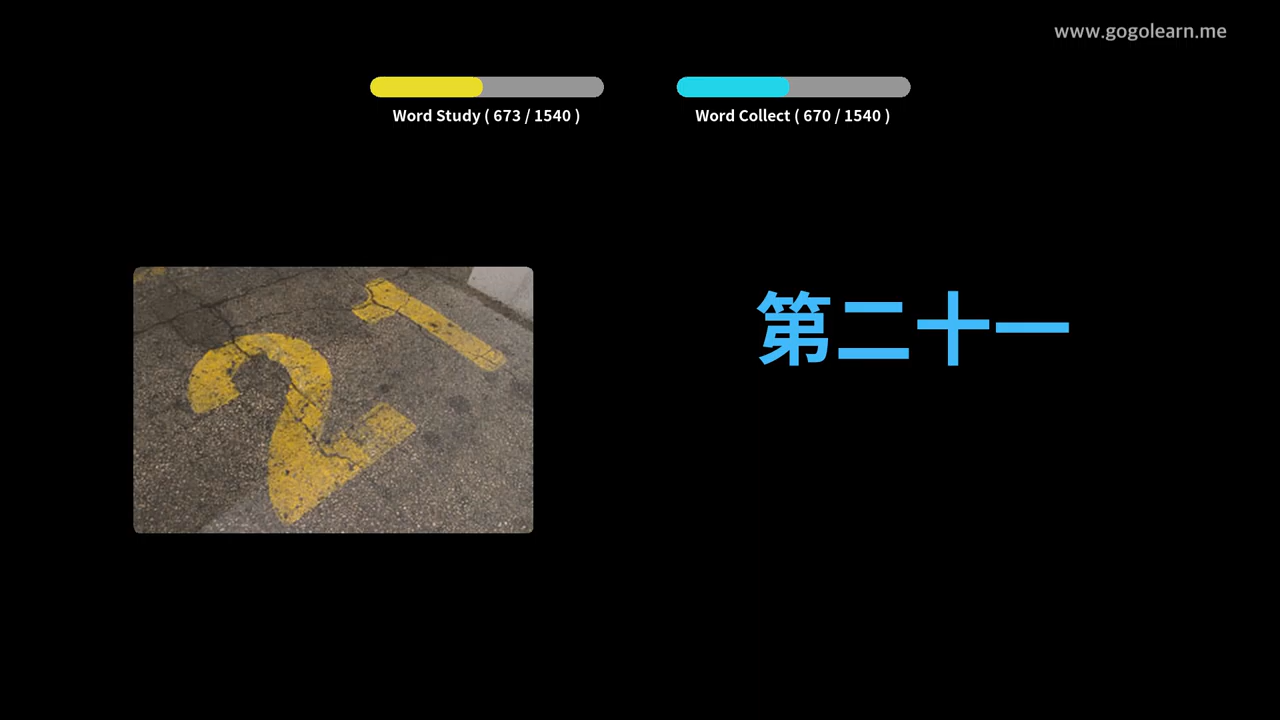 www.gogolearn.me
Word Study ( 673 / 1540 )
Word Collect ( 670 / 1540 )
21
第二十一